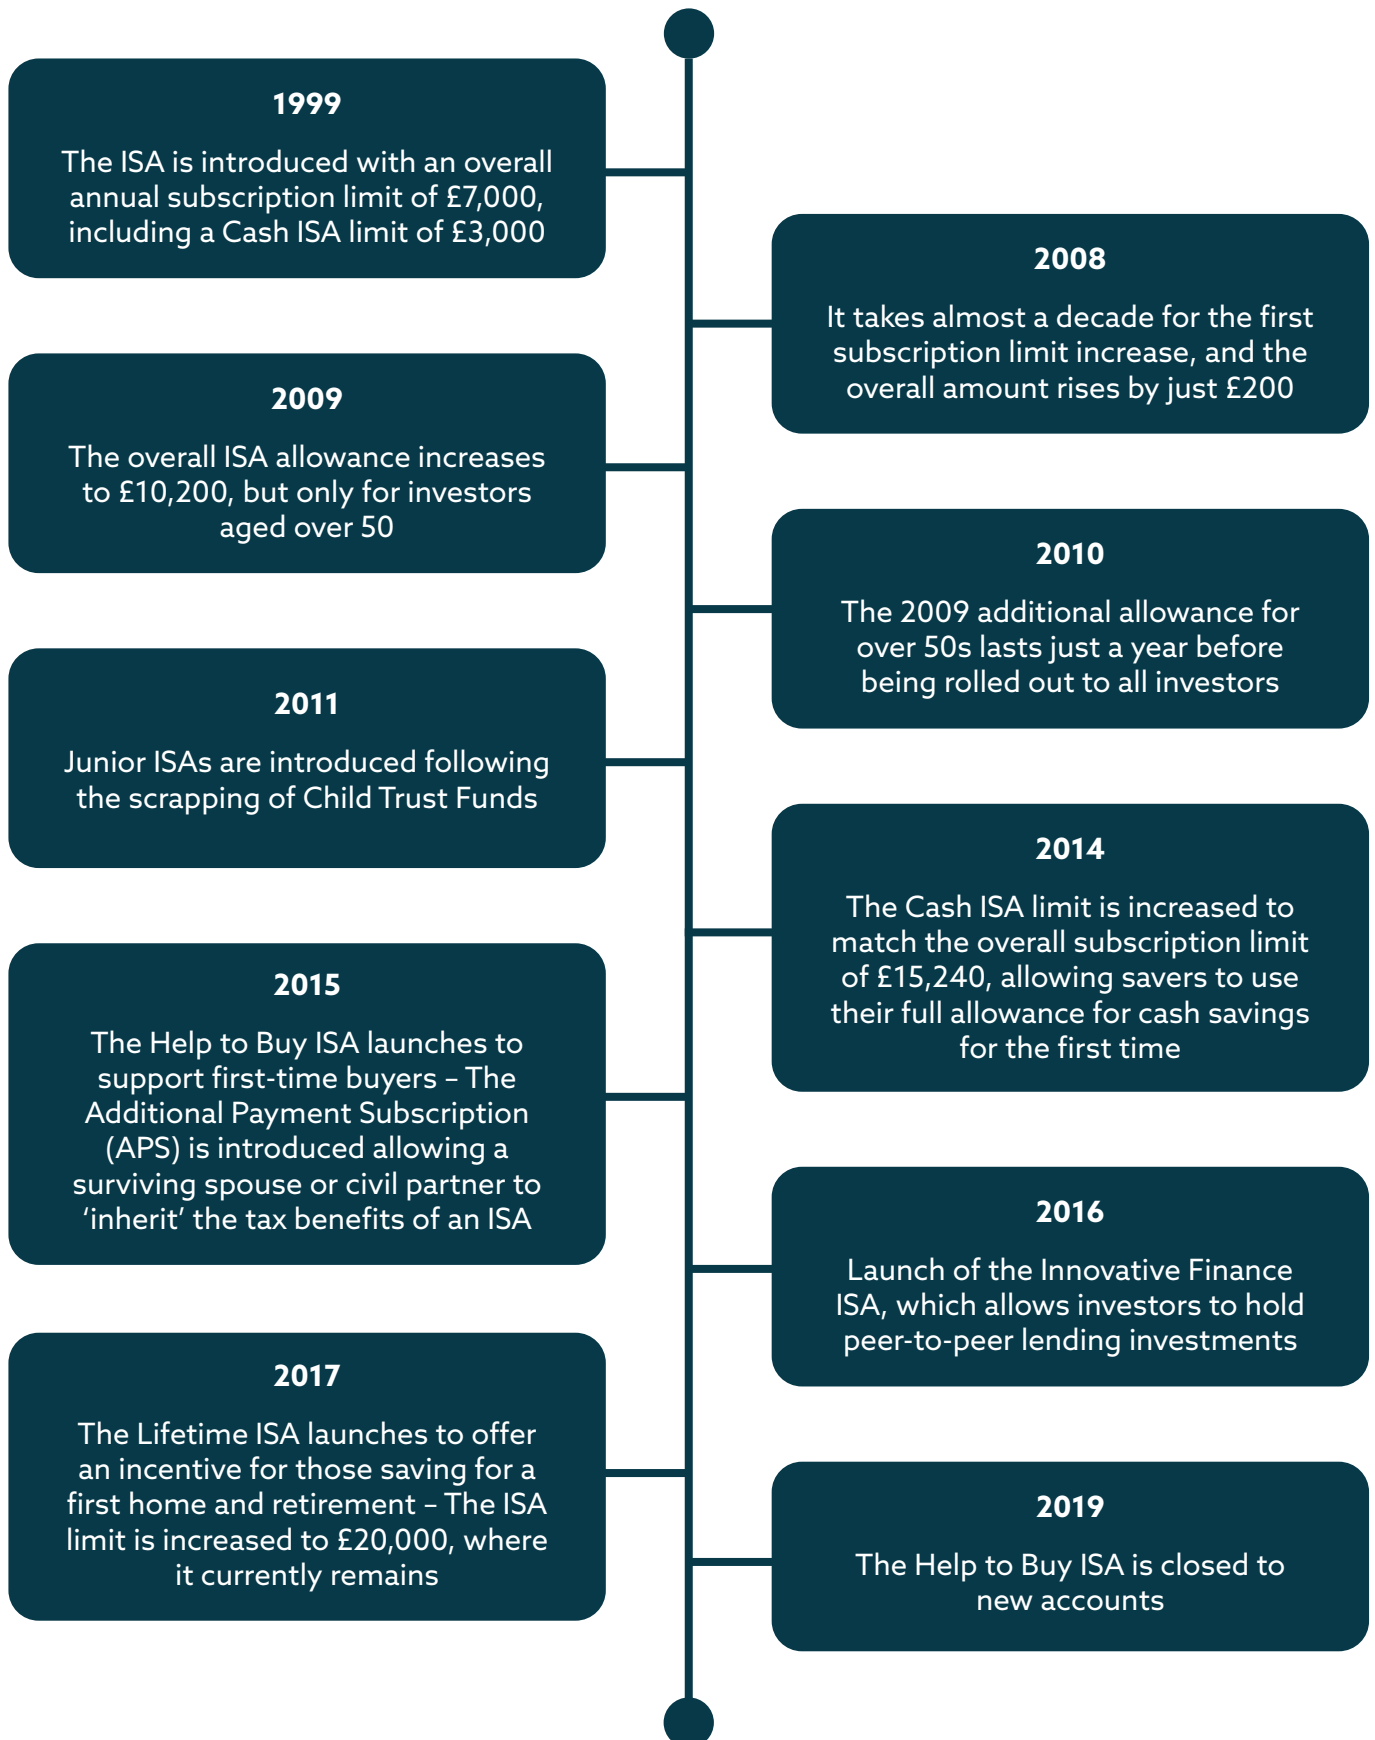 1999
The ISA is introduced with an overall
annual subscription limit of £7,000,
including a Cash ISA limit of £3,000
2008
It takes almost a decade for the first
subscription limit increase, and the
overall amount rises by just £200
2009
The overall ISA allowance increases
to £10,200, but only for investors
aged over 50
2010
The 2009 additional allowance for
over 50s lasts just a year before
being rolled out to all investors
2011
Junior ISAs are introduced following
the scrapping of Child Trust Funds
2014
The Cash ISA limit is increased to
match the overall subscription limit
of £15,240, allowing savers to use
their full allowance for cash savings
for the first time
2015
The Help to Buy ISA launches to
support first-time buyers – The
Additional Payment Subscription
(APS) is introduced allowing a
surviving spouse or civil partner to
‘inherit’ the tax benefits of an ISA
2016
Launch of the Innovative Finance
ISA, which allows investors to hold
peer-to-peer lending investments
2017
The Lifetime ISA launches to offer
an incentive for those saving for a
first home and retirement – The ISA
limit is increased to £20,000, where
it currently remains
2019
The Help to Buy ISA is closed to
new accounts